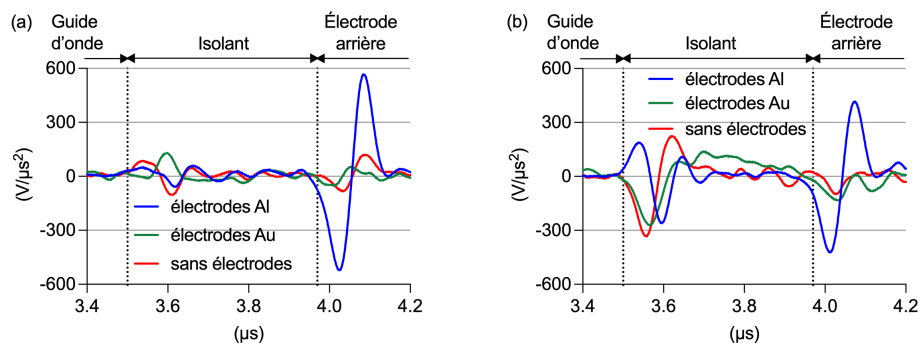 (a)
Guide
d’onde
Isolant
Électrode
arrière
600
300
0
-300
-600
(V/µs²)
électrodes Al
électrodes Au
sans électrodes
3.4
3.6
3.8
4.0
4.2
(µs)
(b)
Guide
d’onde
Isolant
Électrode
arrière
600
300
0
-300
-600
(V/µs²)
électrodes Al
électrodes Au
sans électrodes
3.4
3.6
3.8
4.0
4.2
(µs)